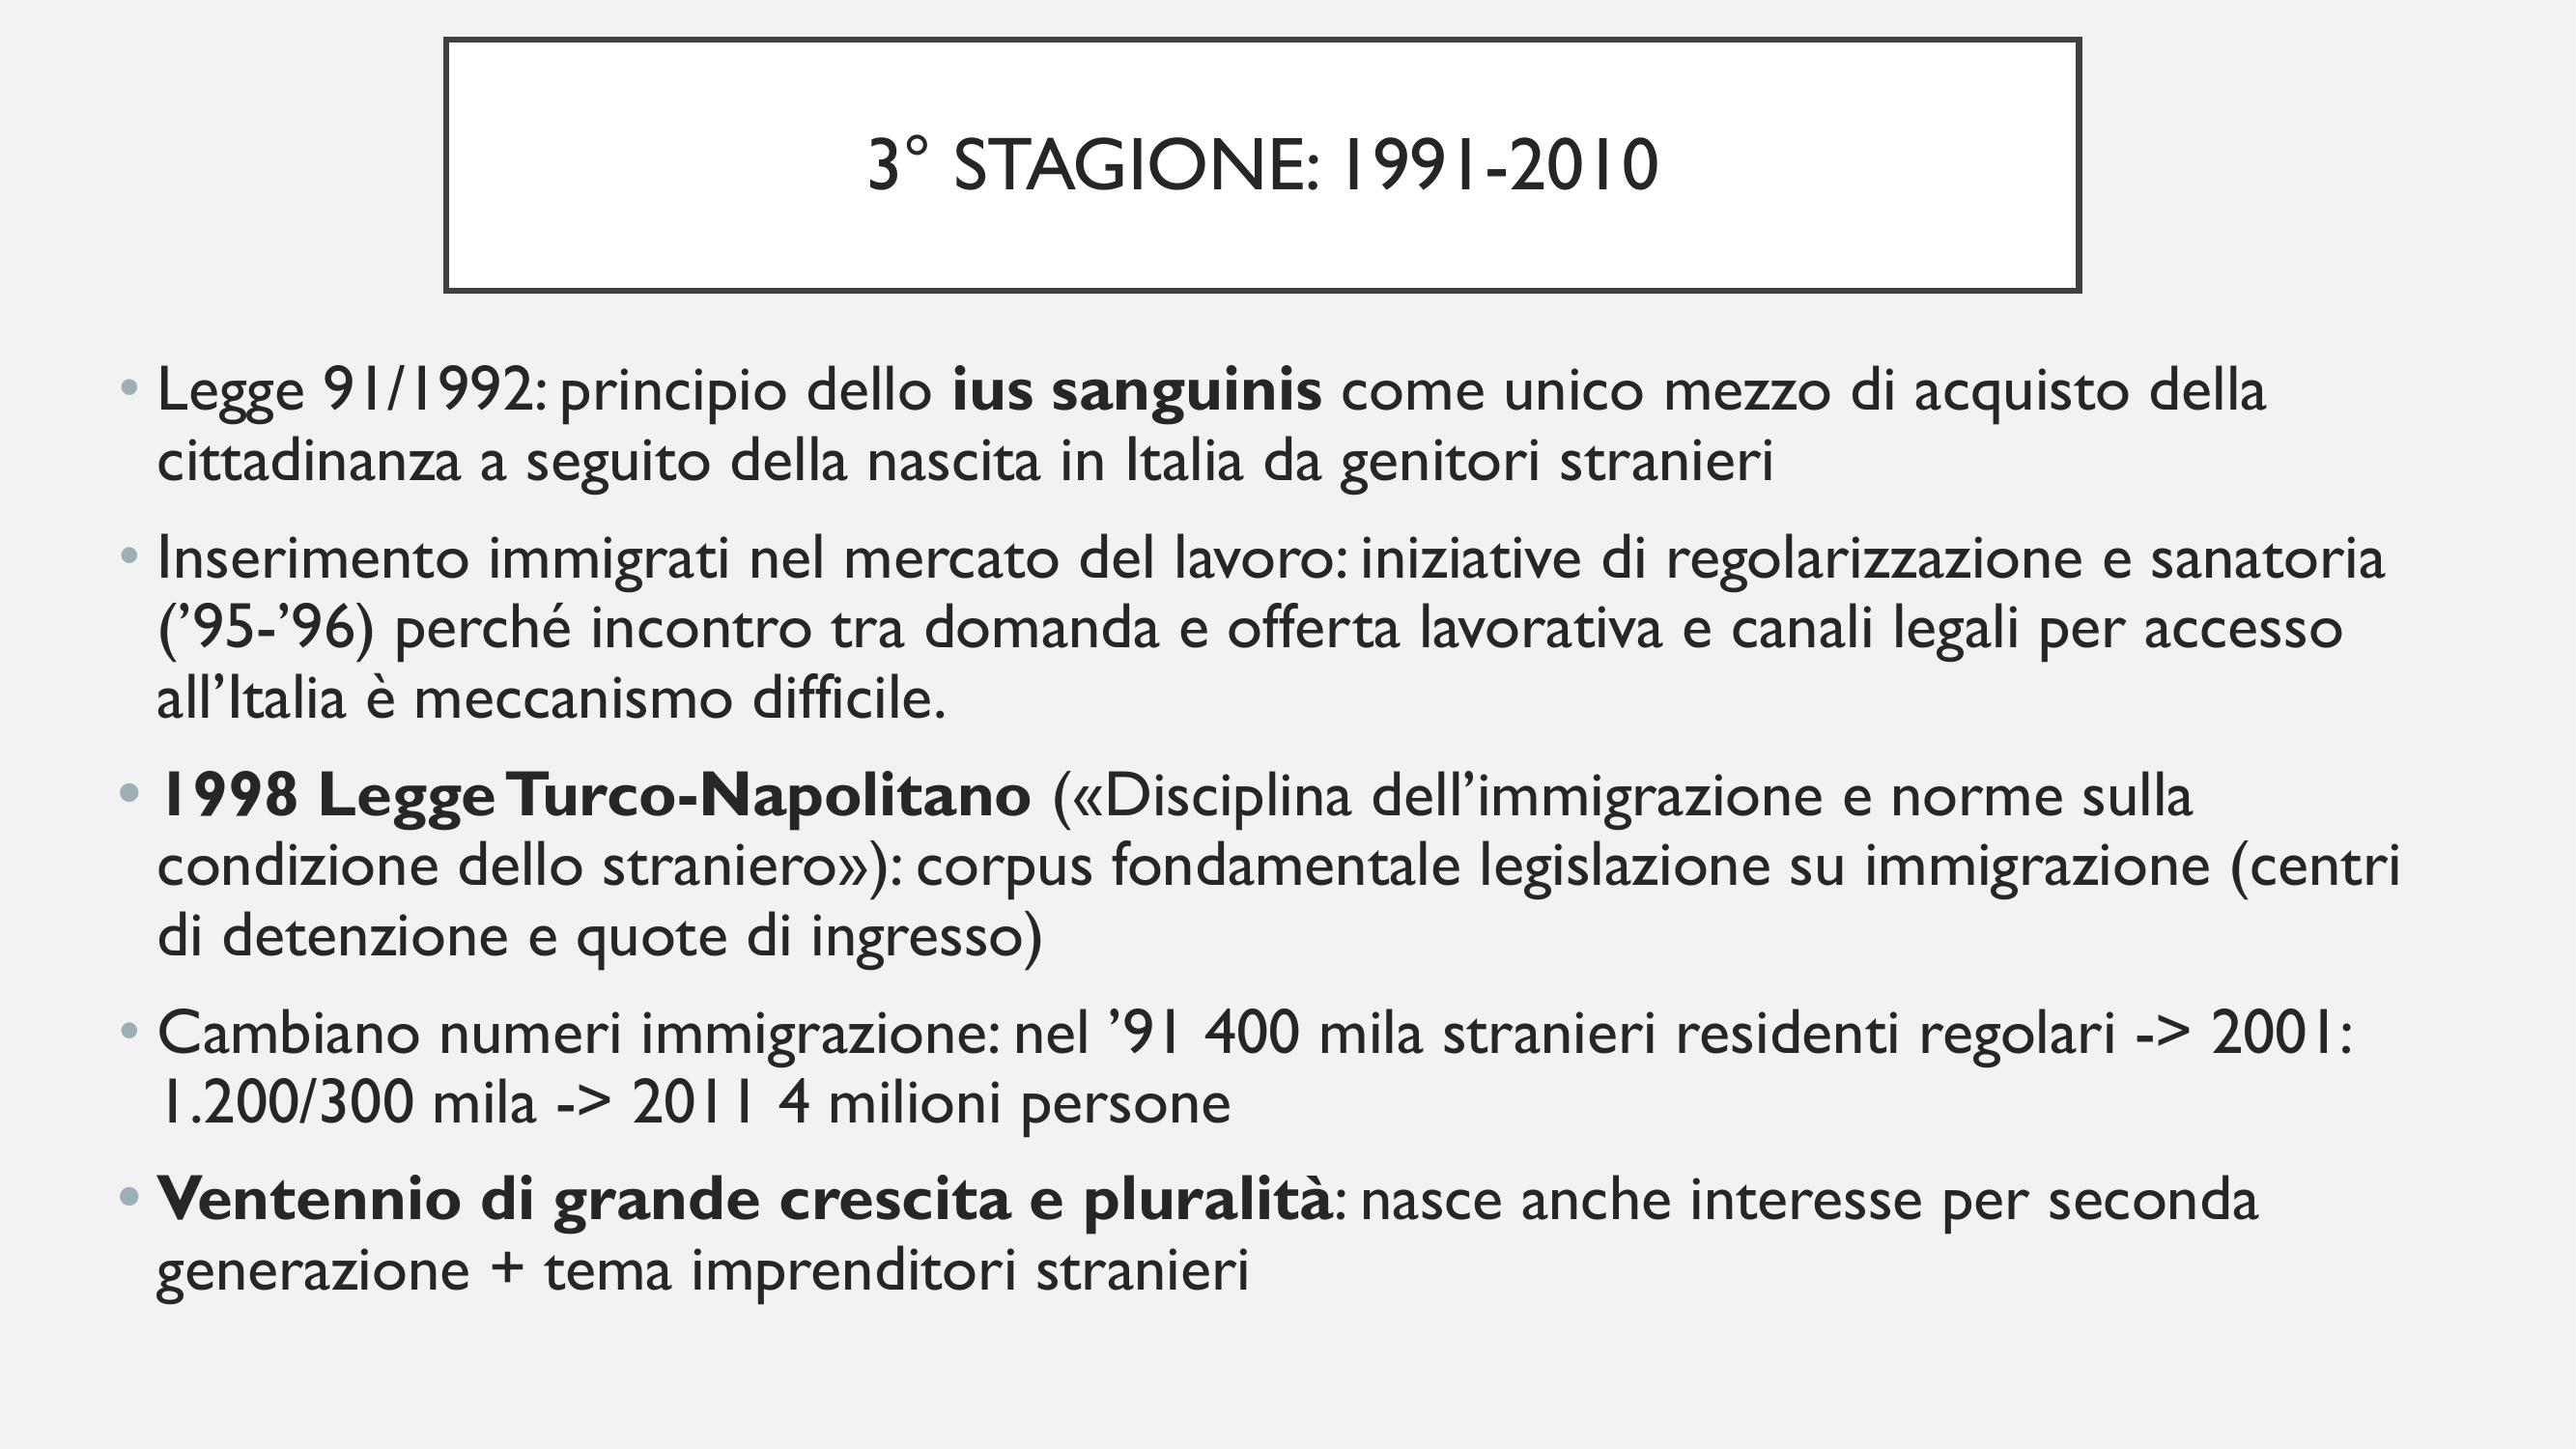 3° STAGIONE: 1991-2010
• Legge 91/1992: principio dello ius sanguinis come unico mezzo di acquisto della
cittadinanza a seguito della nascita in Italia da genitori stranieri
• Inserimento immigrati nel mercato del lavoro: iniziative di regolarizzazione e sanatoria
(’95-’96) perché incontro tra domanda e offerta lavorativa e canali legali per accesso
all’Italia è meccanismo difficile.
• 1998 Legge Turco-Napolitano («Disciplina dell’immigrazione e norme sulla
condizione dello straniero»): corpus fondamentale legislazione su immigrazione (centri
di detenzione e quote di ingresso)
• Cambiano numeri immigrazione: nel ’91 400 mila stranieri residenti regolari -> 2001:
1.200/300 mila -> 2011 4 milioni persone
• Ventennio di grande crescita e pluralità: nasce anche interesse per seconda
generazione + tema imprenditori stranieri